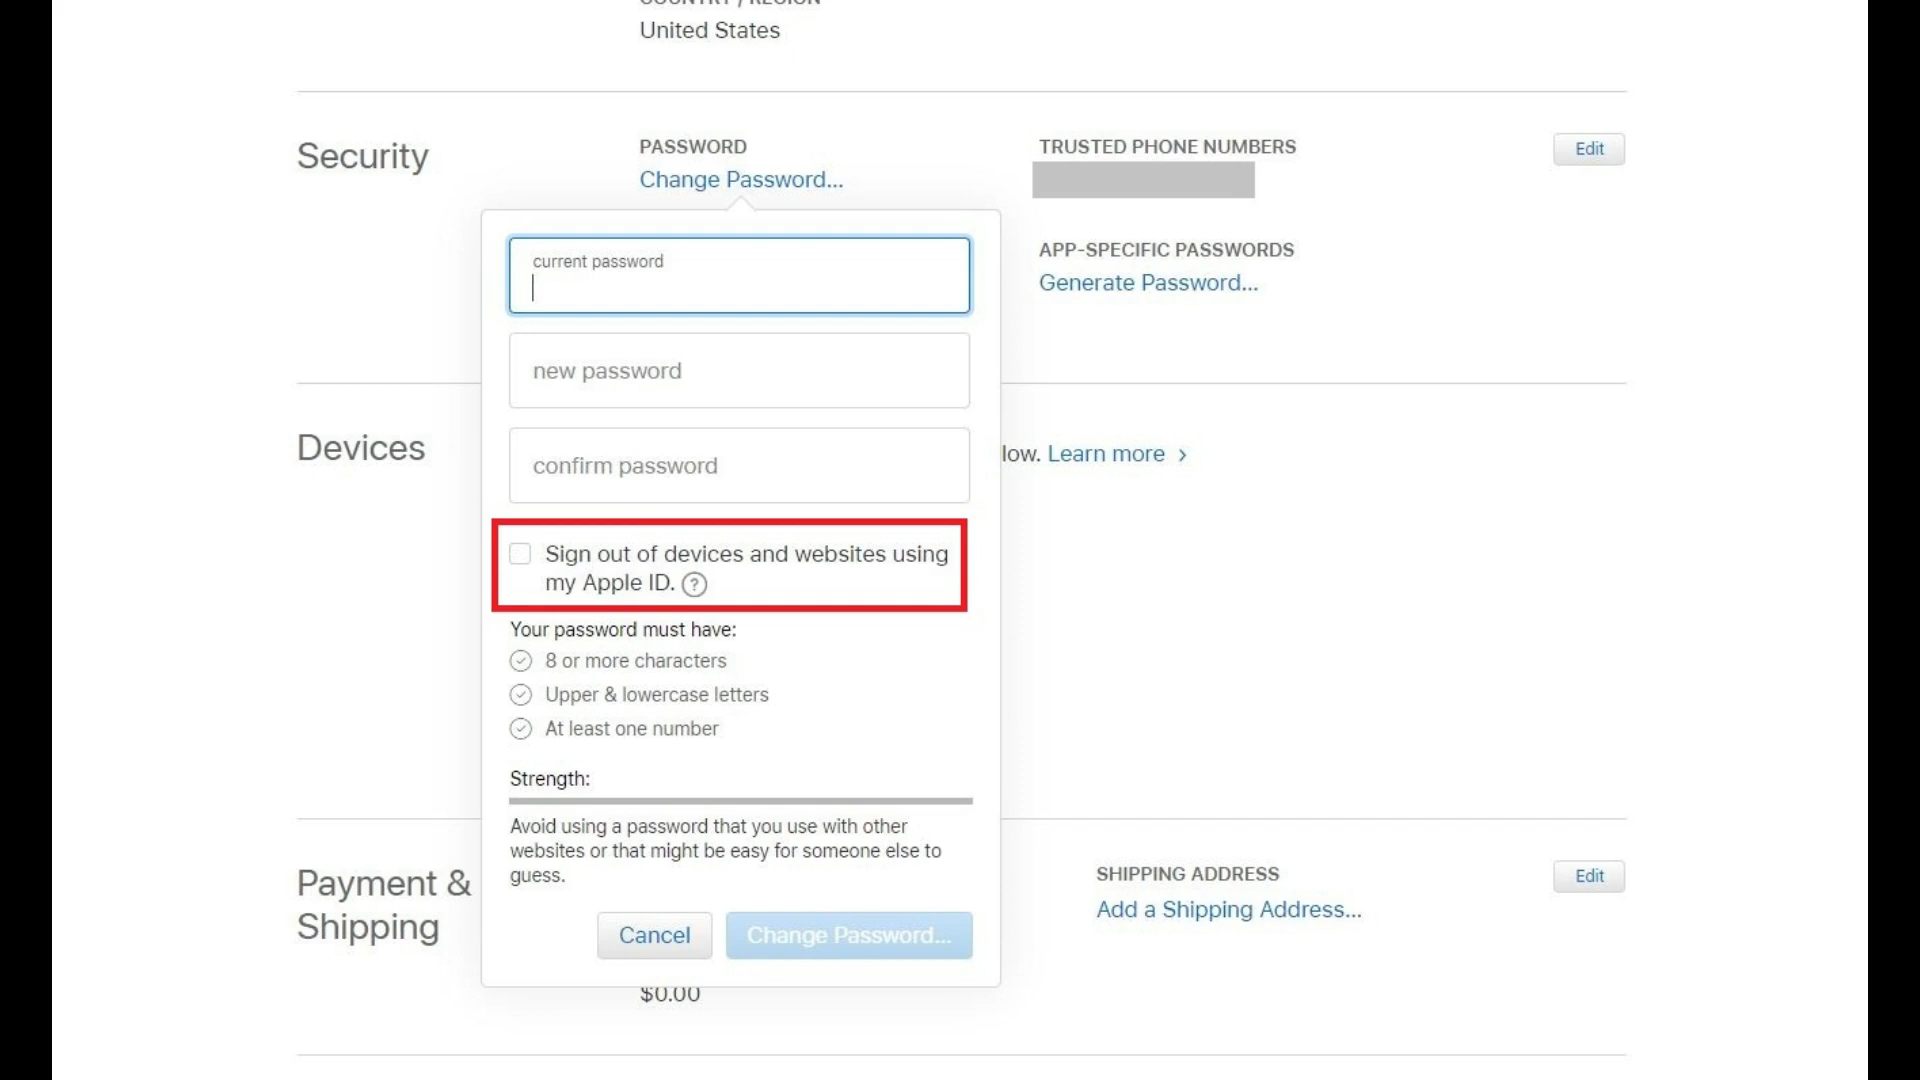 COUNTRY / REGION
United States
Security
PASSWORD
Change Password...
TRUSTED PHONE NUMBERS
Edit
APP-SPECIFIC PASSWORDS
Generate Password...
current password
new password
confirm password
Sign out of devices and websites using
my Apple ID. ?
Your password must have:
8 or more characters
Upper & lowercase letters
At least one number
Strength:
Avoid using a password that you use with other
websites or that might be easy for someone else to
guess.
Cancel
Change Password...
Devices
low. Learn more >
Payment &
Shipping
$0.00
SHIPPING ADDRESS
Add a Shipping Address...
Edit